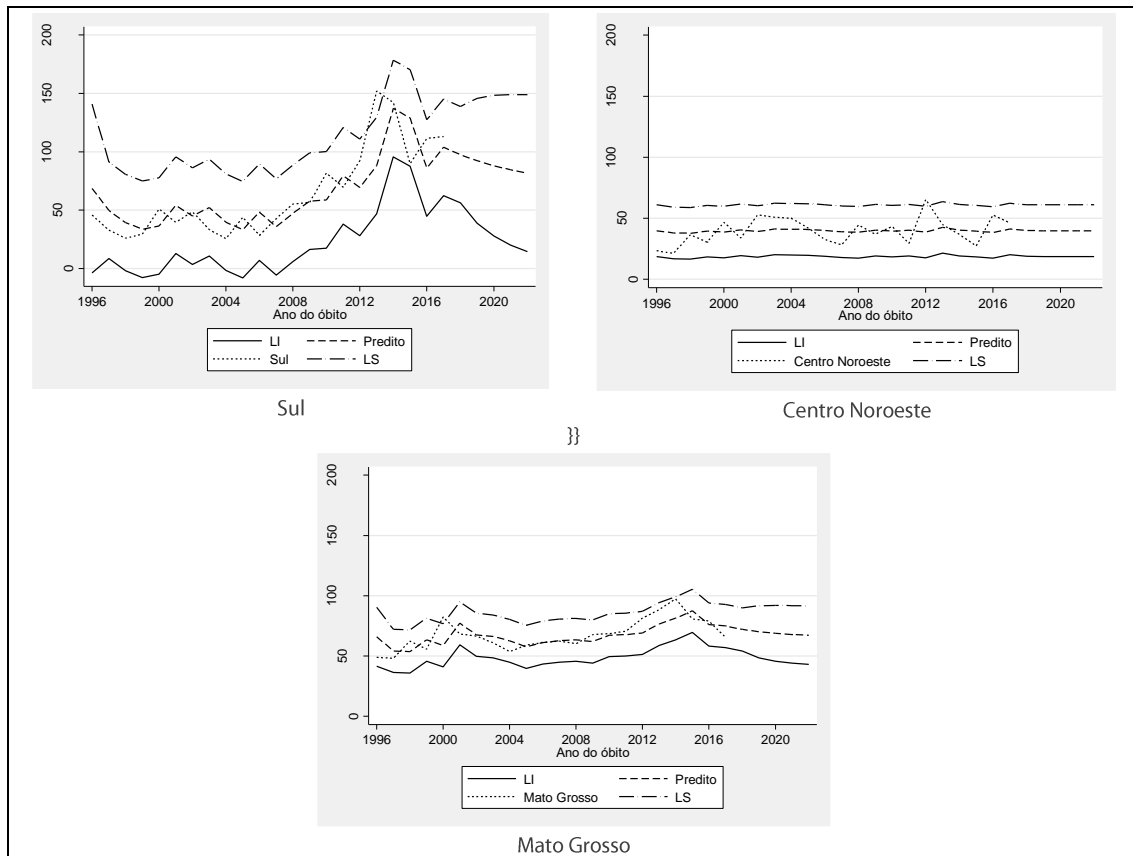 200
150
100
50
0
1996 2000 2004 2008 2012 2016 2020
Ano do óbito
LI Predito
Sul LS
Sul
200
150
100
50
0
1996 2000 2004 2008 2012 2016 2020
Ano do óbito
LI Predito
Centro Noroeste LS
Centro Noroeste
}}
200
150
100
50
0
1996 2000 2004 2008 2012 2016 2020
Ano do óbito
LI Predito
Mato Grosso LS
Mato Grosso